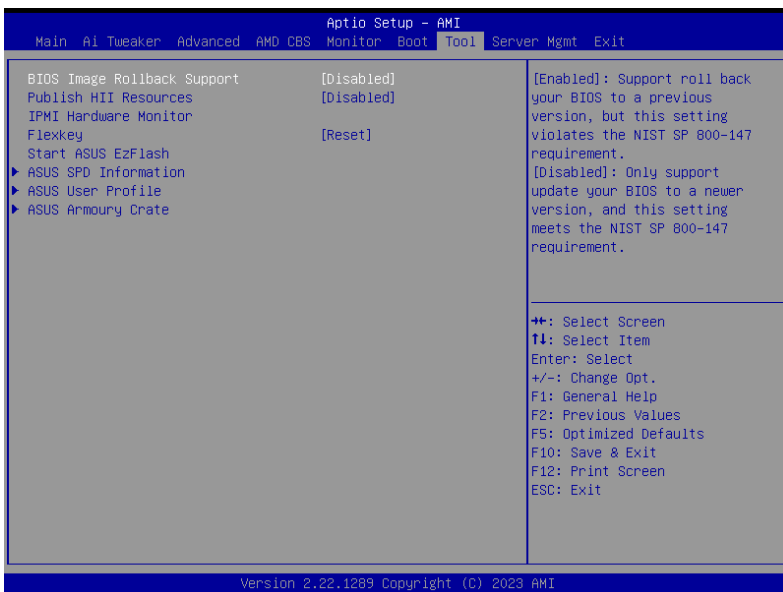 Aptio Setup – AMI
Main Ai Tweaker Advanced AMD CBS Monitor Boot Tool Server Mgmt Exit
BIOS Image Rollback Support [Disabled]
Publish HII Resources [Disabled]
IPMI Hardware Monitor
Flexkey [Reset]
Start ASUS EzFlash
ASUS SPD Information
ASUS User Profile
ASUS Armoury Crate
[Enabled]: Support roll back
your BIOS to a previous
version, but this setting
violates the NIST SP 800-147
requirement.
[Disabled]: Only support
update your BIOS to a newer
version, and this setting
meets the NIST SP 800-147
requirement.
→←: Select Screen
↑↓: Select Item
Enter: Select
+/-: Change Opt.
F1: General Help
F2: Previous Values
F5: Optimized Defaults
F10: Save & Exit
F12: Print Screen
ESC: Exit
Version 2.22.1289 Copyright (C) 2023 AMI